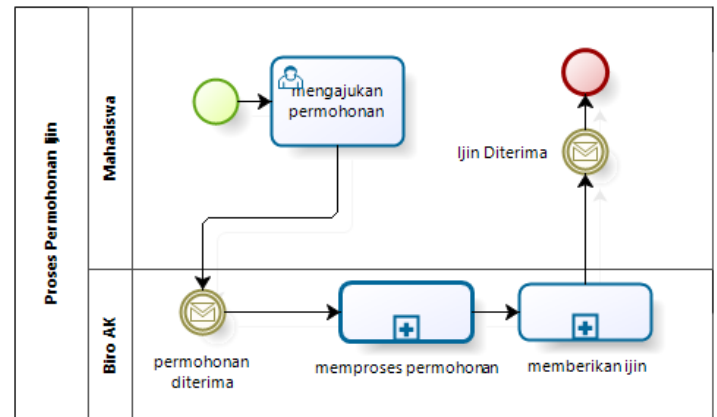 Proses Permohonan Ijin
Mahasiswa
mengajukan
permohonan
Ijin Diterima
Biro AK
permohonan
diterima
memproses permohonan
memberikan ijin